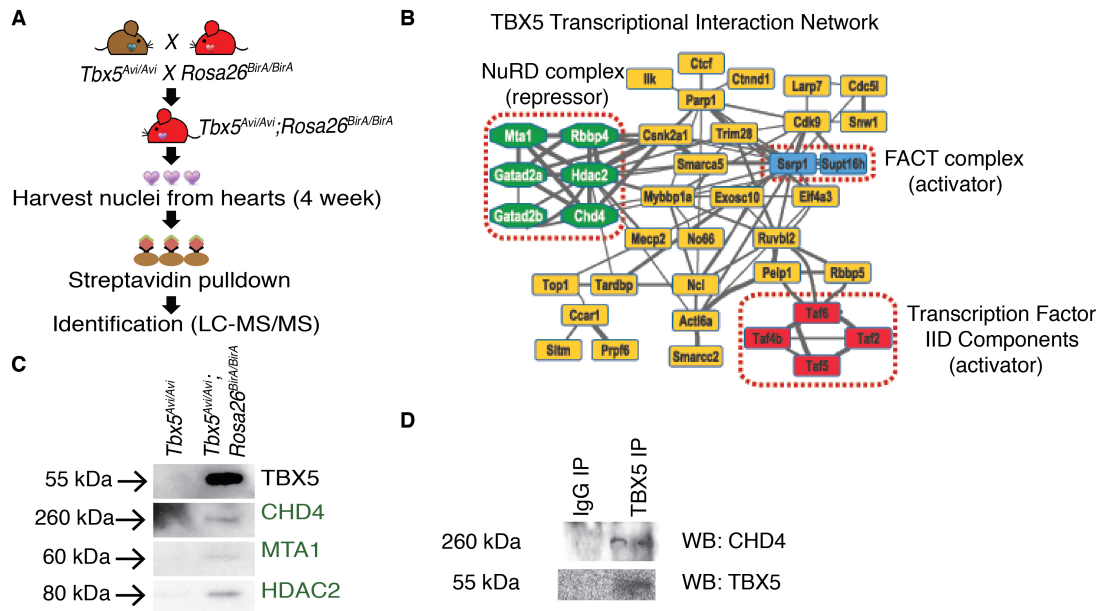 A
X
Tbx5Avi/Avi X Rosa26BirA/BirA
Tbx5Avi/Avi;Rosa26BirA/BirA
Harvest nuclei from hearts (4 week)
Streptavidin pulldown
Identification (LC-MS/MS)
B
TBX5 Transcriptional Interaction Network
NuRD complex
(repressor)
Ctcf
Ilk
Ctnnd1
Parp1
Larp7
Cdc5l
Cdk9
Snw1
Mta1
Rbbp4
Csnk2a1
Trim28
Gatad2a
Hdac2
Smarca5
Ssrp1
Supt16h
FACT complex
(activator)
Gatad2b
Chd4
Mybbp1a
Exosc10
Eif4a3
Mecp2
No66
Ruvbl2
Top1
Tardbp
Ncl
Pelp1
Rbbp5
Ccar1
Actl6a
Sltm
Prpf6
Smarcc2
Taf6
Taf4b
Taf2
Taf5
Transcription Factor
IID Components
(activator)
C
Tbx5Avi/Avi
Tbx5Avi/Avi;
Rosa26BirA/BirA
55 kDa
TBX5
260 kDa
CHD4
60 kDa
MTA1
80 kDa
HDAC2
D
IgG IP
TBX5 IP
260 kDa
WB: CHD4
55 kDa
WB: TBX5